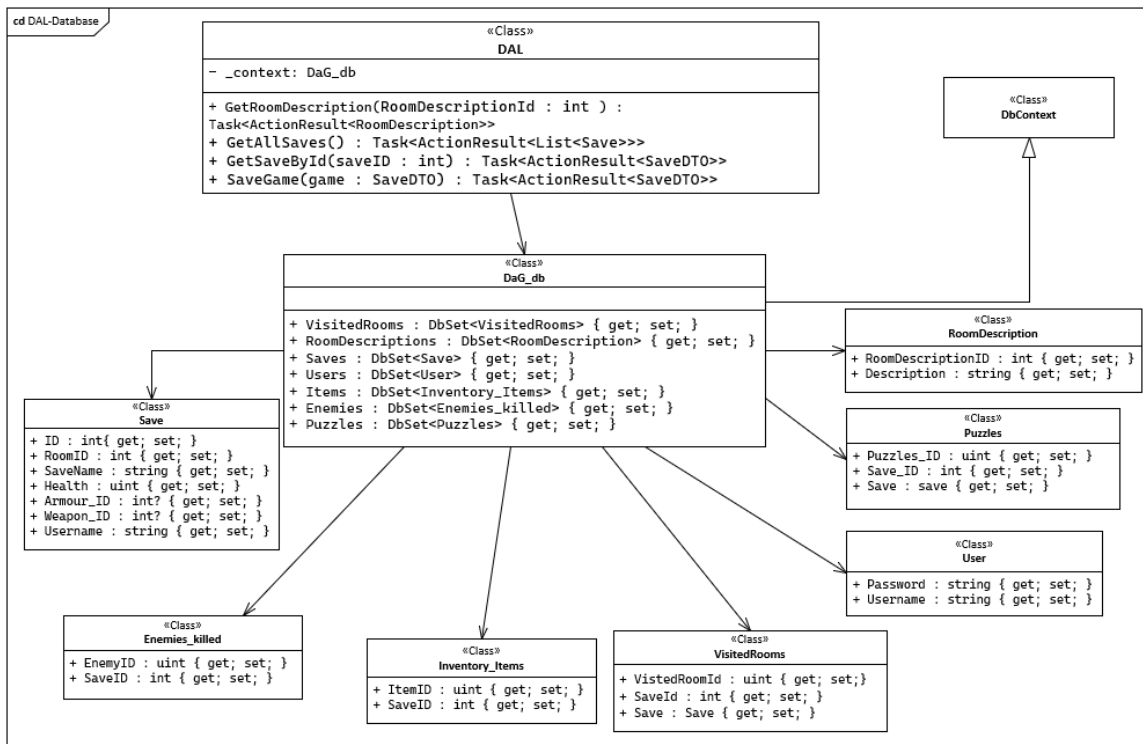 cd DAL-Database
«Class»
DAL
- _context: DaG_db
+ GetRoomDescription(RoomDescriptionId : int ) :
Task<ActionResult<RoomDescription>>
+ GetAllSaves() : Task<ActionResult<List<Save>>>
+ GetSaveById(saveID : int) : Task<ActionResult<SaveDTO>>
+ SaveGame(game : SaveDTO) : Task<ActionResult<SaveDTO>>
«Class»
DbContext
«Class»
DaG_db
+ VisitedRooms : DbSet<VisitedRooms> { get; set; }
+ RoomDescriptions : DbSet<RoomDescription> { get; set; }
+ Saves : DbSet<Save> { get; set; }
+ Users : DbSet<User> { get; set; }
+ Items : DbSet<Inventory_Items> { get; set; }
+ Enemies : DbSet<Enemies_killed> { get; set; }
+ Puzzles : DbSet<Puzzles> { get; set; }
«Class»
RoomDescription
+ RoomDescriptionID : int { get; set; }
+ Description : string { get; set; }
«Class»
Save
+ ID : int{ get; set; }
+ RoomID : int { get; set; }
+ SaveName : string { get; set; }
+ Health : uint { get; set; }
+ Armour_ID : int? { get; set; }
+ Weapon_ID : int? { get; set; }
+ Username : string { get; set; }
«Class»
Puzzles
+ Puzzles_ID : uint { get; set; }
+ Save_ID : int { get; set; }
+ Save : save { get; set; }
«Class»
User
+ Password : string { get; set; }
+ Username : string { get; set; }
«Class»
Enemies_killed
+ EnemyID : uint { get; set; }
+ SaveID : int { get; set; }
«Class»
Inventory_Items
+ ItemID : uint { get; set; }
+ SaveID : int { get; set; }
«Class»
VisitedRooms
+ VistedRoomId : uint { get; set;}
+ SaveId : int { get; set; }
+ Save : Save { get; set; }